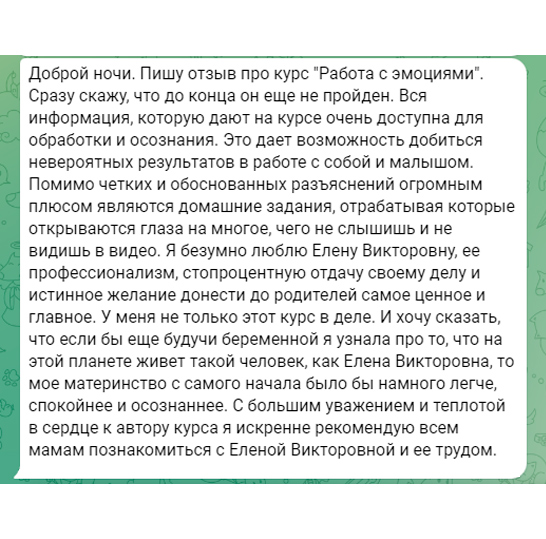 Доброй ночи. Пишу отзыв про курс "Работа с эмоциями".
Сразу скажу, что до конца он еще не пройден. Вся
информация, которую дают на курсе очень доступна для
обработки и осознания. Это дает возможность добиться
невероятных результатов в работе с собой и малышом.
Помимо четких и обоснованных разъяснений огромным
плюсом являются домашние задания, отрабатывая которые
открываются глаза на многое, чего не слышишь и не
видишь в видео. Я безумно люблю Елену Викторовну, ее
профессионализм, стопроцентную отдачу своему делу и
истинное желание донести до родителей самое ценное и
главное. У меня не только этот курс в деле. И хочу сказать,
что если бы еще будучи беременной я узнала про то, что на
этой планете живет такой человек, как Елена Викторовна, то
мое материнство с самого начала было бы намного легче,
спокойнее и осознаннее. С большим уважением и теплотой
в сердце к автору курса я искренне рекомендую всем
мамам познакомиться с Еленой Викторовной и ее трудом.